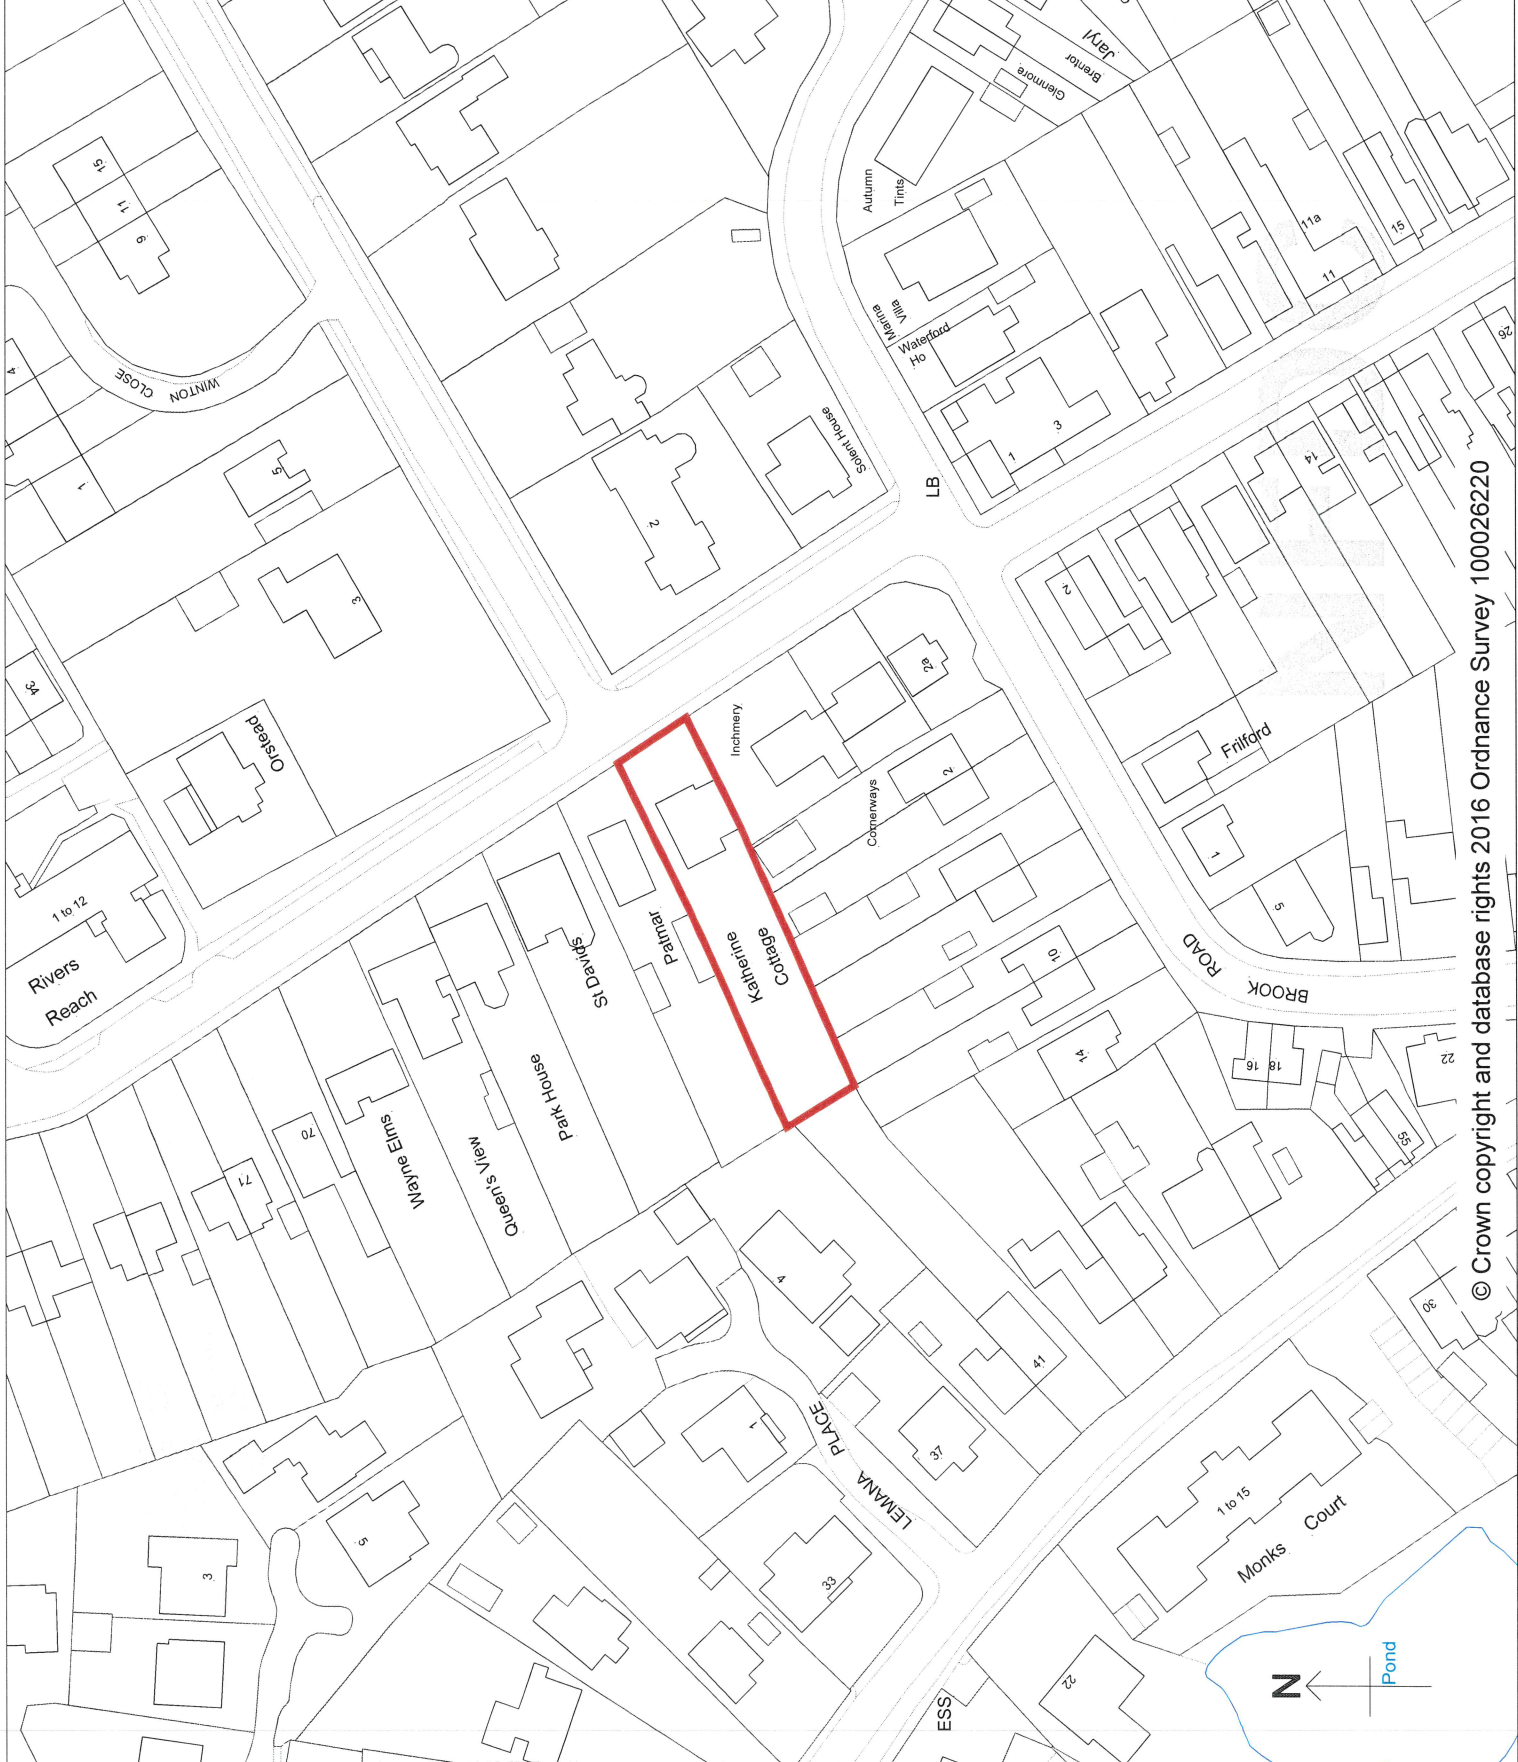 15
11
9
4
WINTON CLOSE
1
5
3
34
Orstead
1 to 12
Rivers
Reach
2
Solent House
LB
Jaryl
Brentor
Glenmore
Autumn
Tints
Marina
Villa
Waterford
Ho
1
3
11a
11
15
26
14
2
2a
Inchmery
Cornerways
2
Frilford
1
5
BROOK ROAD
10
14
16
18
22
55
30
Katherine
Cottage
Palmar
St Davids
Park House
Queen's View
Wayne Elms
70
71
4
1
LEMANA PLACE
41
37
33
5
3
1 to 15
Monks Court
22
ESS
N
Pond
© Crown copyright and database rights 2016 Ordnance Survey 100026220